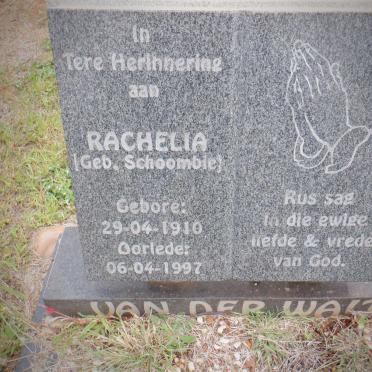 In
Tere Herinnering
aan
RACHELIA
(Geb. Schoombie)
Gebore:
29-04-1910
Oorlede:
06-04-1997
Rus sag
in die ewige
liefde & vrede
van God.
VAN DER WALT